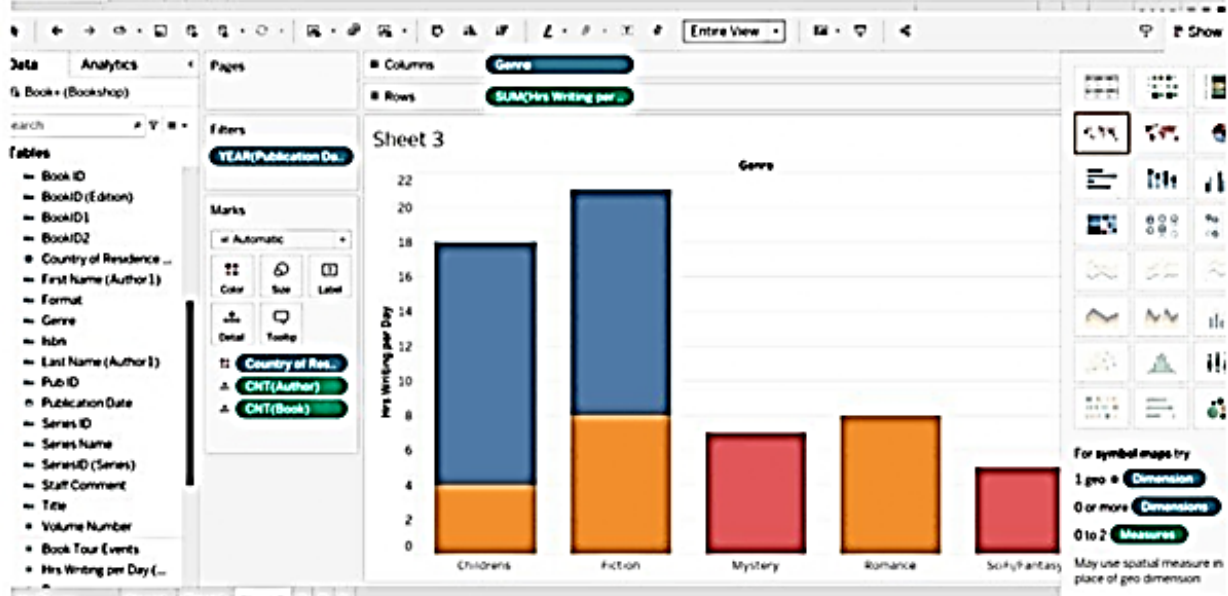 Entire View
Show
Data Analytics
Pages
Columns Genre
Book+ (Bookshop)
Rows SUM(Hrs Writing per ..
Search
Filters
YEAR(Publication Da..
Tables
Book ID
BookID (Edition)
BookID1
BookID2
Country of Residence ...
First Name (Author1)
Format
Genre
Isbn
Last Name (Author1)
Pub ID
Publication Date
Series ID
Series Name
SeriesID (Series)
Staff Comment
Title
Volume Number
Book Tour Events
Hrs Writing per Day (...
Marks
Automatic
Color Size Label
Detail Tooltip
Country of Res..
CNT(Author)
CNT(Book)
Sheet 3
Genre
Hrs Writing per Day
22
20
18
16
14
12
10
8
6
4
2
0
Childrens Fiction Mystery Romance SciFi/Fantasy
For symbol maps try
1 geo Dimension
0 or more Dimensions
0 to 2 Measures
May use spatial measure in
place of geo dimension